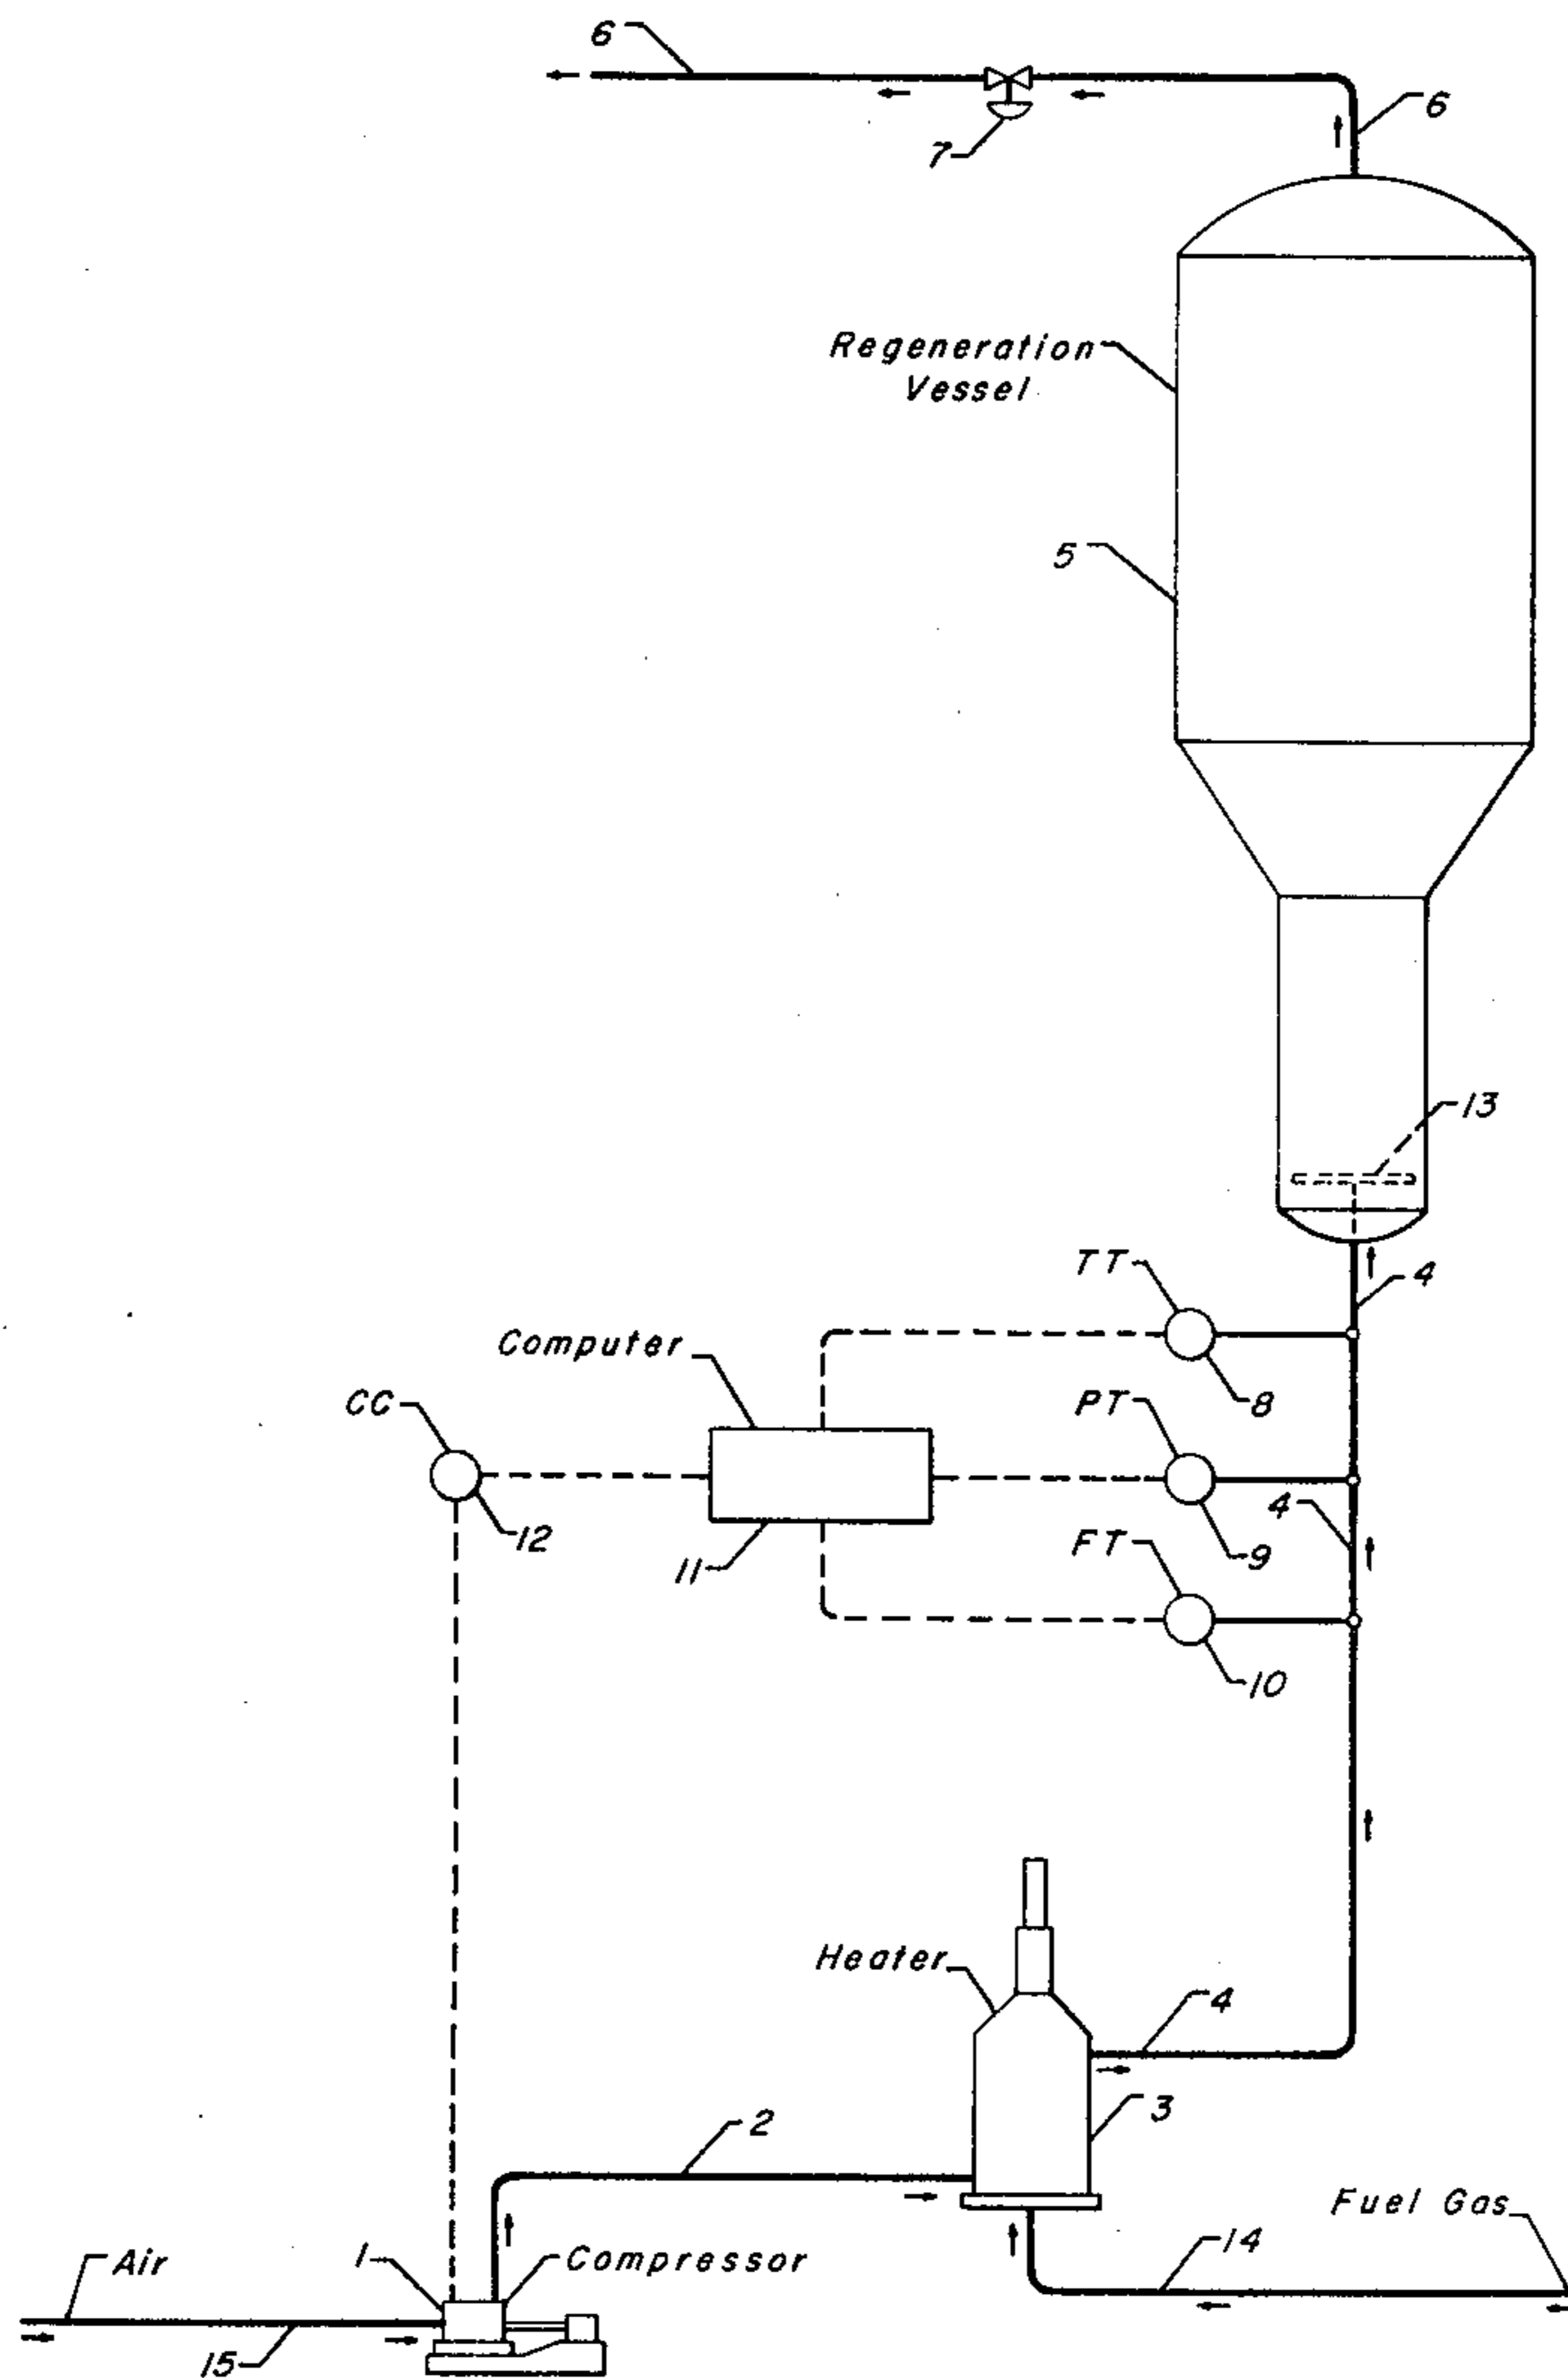 6
6
7
Regeneration
Vessel
5
13
TT
4
Computer
8
CC
PT
4
12
11
FT
9
10
Heater
4
3
2
Fuel Gas
14
Air
1
Compressor
15